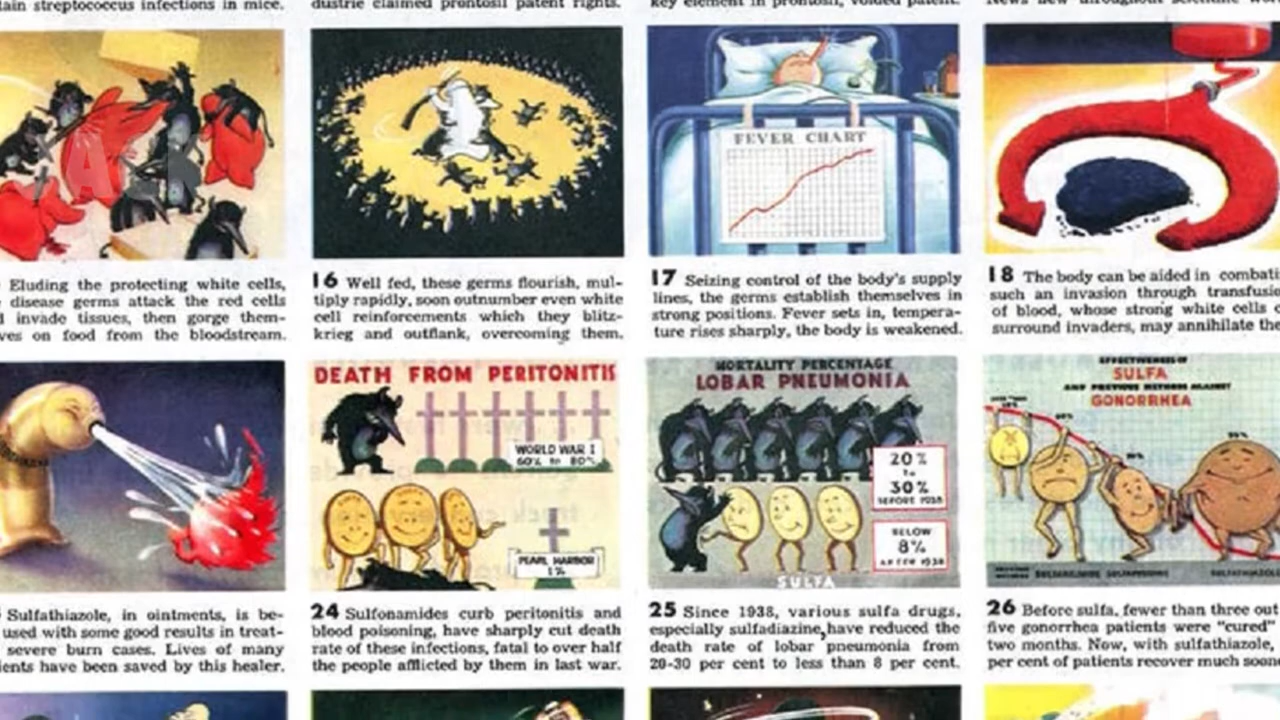 tain streptococcus infections in mice.
dustrie claimed prontosil patent rights.
key element in prontosil, voided patent.
FEVER CHART
Eluding the protecting white cells,
disease germs attack the red cells
invade tissues, then gorge them-
ves on food from the bloodstream.
16 Well fed, these germs flourish, mul-
tiply rapidly, soon outnumber even white
cell reinforcements which they blitz-
krieg and outflank, overcoming them.
17 Seizing control of the body's supply
lines, the germs establish themselves in
strong positions. Fever sets in, tempera-
ture rises sharply, the body is weakened.
18 The body can be aided in combati
such an invasion through transfusio
of blood, whose strong white cells
surround invaders, may annihilate the
DEATH FROM PERITONITIS
WORLD WAR I
60% to 80%
PEARL HARBOR
1%
MORTALITY PERCENTAGE
LOBAR PNEUMONIA
20%
to
30%
BEFORE 1938
BELOW
8%
AFTER 1938
SULFA
EFFECTIVENESS OF
SULFA
AND PREVIOUS METHODS AGAINST
GONORRHEA
Sulfathiazole, in ointments, is be-
used with some good results in treat-
severe burn cases. Lives of many
ients have been saved by this healer.
24 Sulfonamides curb peritonitis and
blood poisoning, have sharply cut death
rate of these infections, fatal to over half
the people afflicted by them in last war.
25 Since 1938, various sulfa drugs,
especially sulfadiazine, have reduced the
death rate of lobar pneumonia from
20-30 per cent to less than 8 per cent.
26 Before sulfa, fewer than three out
five gonorrhea patients were "cured"
two months. Now, with sulfathiazole,
per cent of patients recover much soone